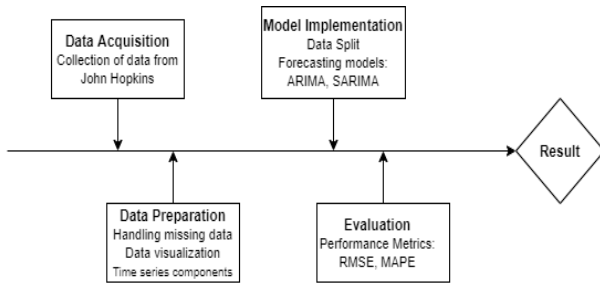 Data Acquisition
Collection of data from
John Hopkins
Model Implementation
Data Split
Forecasting models:
ARIMA, SARIMA
Result
Data Preparation
Handling missing data
Data visualization
Time series components
Evaluation
Performance Metrics:
RMSE, MAPE